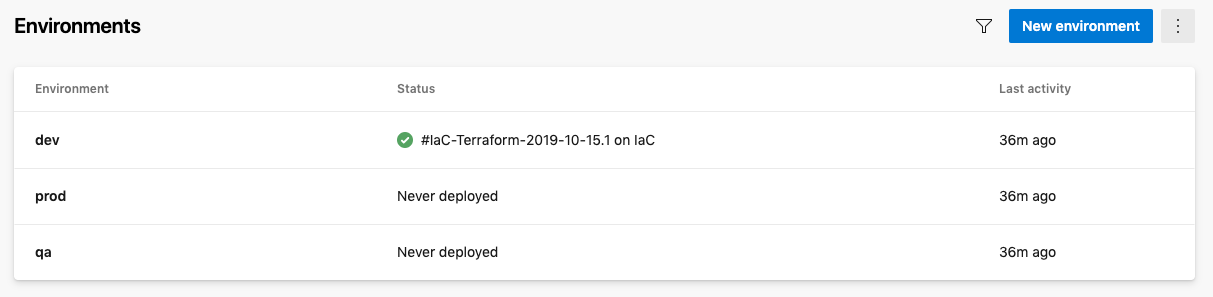 Environments
New environment
Environment Status Last activity
dev #IaC-Terraform-2019-10-15.1 on IaC 36m ago
prod Never deployed 36m ago
qa Never deployed 36m ago